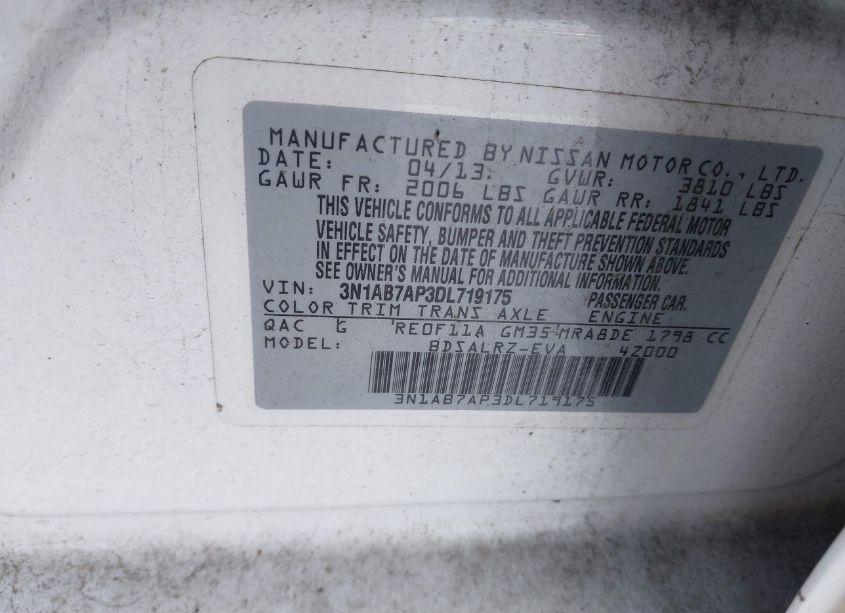 MANUFACTURED BY NISSAN MOTOR CO., LTD.
DATE: 04/13 GVWR: 3810 LBS
GAWR FR: 2006 LBS GAWR RR: 1841 LBS
THIS VEHICLE CONFORMS TO ALL APPLICABLE FEDERAL MOTOR
VEHICLE SAFETY, BUMPER AND THEFT PREVENTION STANDARDS
IN EFFECT ON THE DATE OF MANUFACTURE SHOWN ABOVE.
SEE OWNER'S MANUAL FOR ADDITIONAL INFORMATION.
VIN: 3N1AB7AP3DL719175 PASSENGER CAR.
COLOR TRIM TRANS AXLE ENGINE
QAC G RE0F11A GM35 MRA8DE 1798 CC
MODEL: BDSALRZ-EVA 4Z000
3N1AB7AP3DL719175